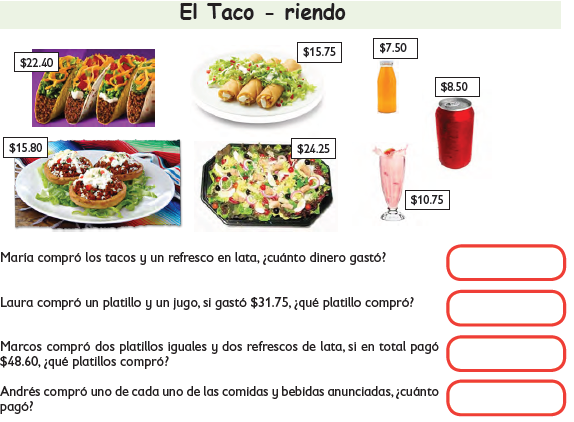 El Taco - riendo
$22.40
$15.75
$7.50
$8.50
$15.80
$24.25
$10.75
María compró los tacos y un refresco en lata, ¿cuánto dinero gastó?
Laura compró un platillo y un jugo, si gastó $31.75, ¿qué platillo compró?
Marcos compró dos platillos iguales y dos refrescos de lata, si en total pagó
$48.60, ¿qué platillos compró?
Andrés compró uno de cada uno de las comidas y bebidas anunciadas, ¿cuánto
pagó?